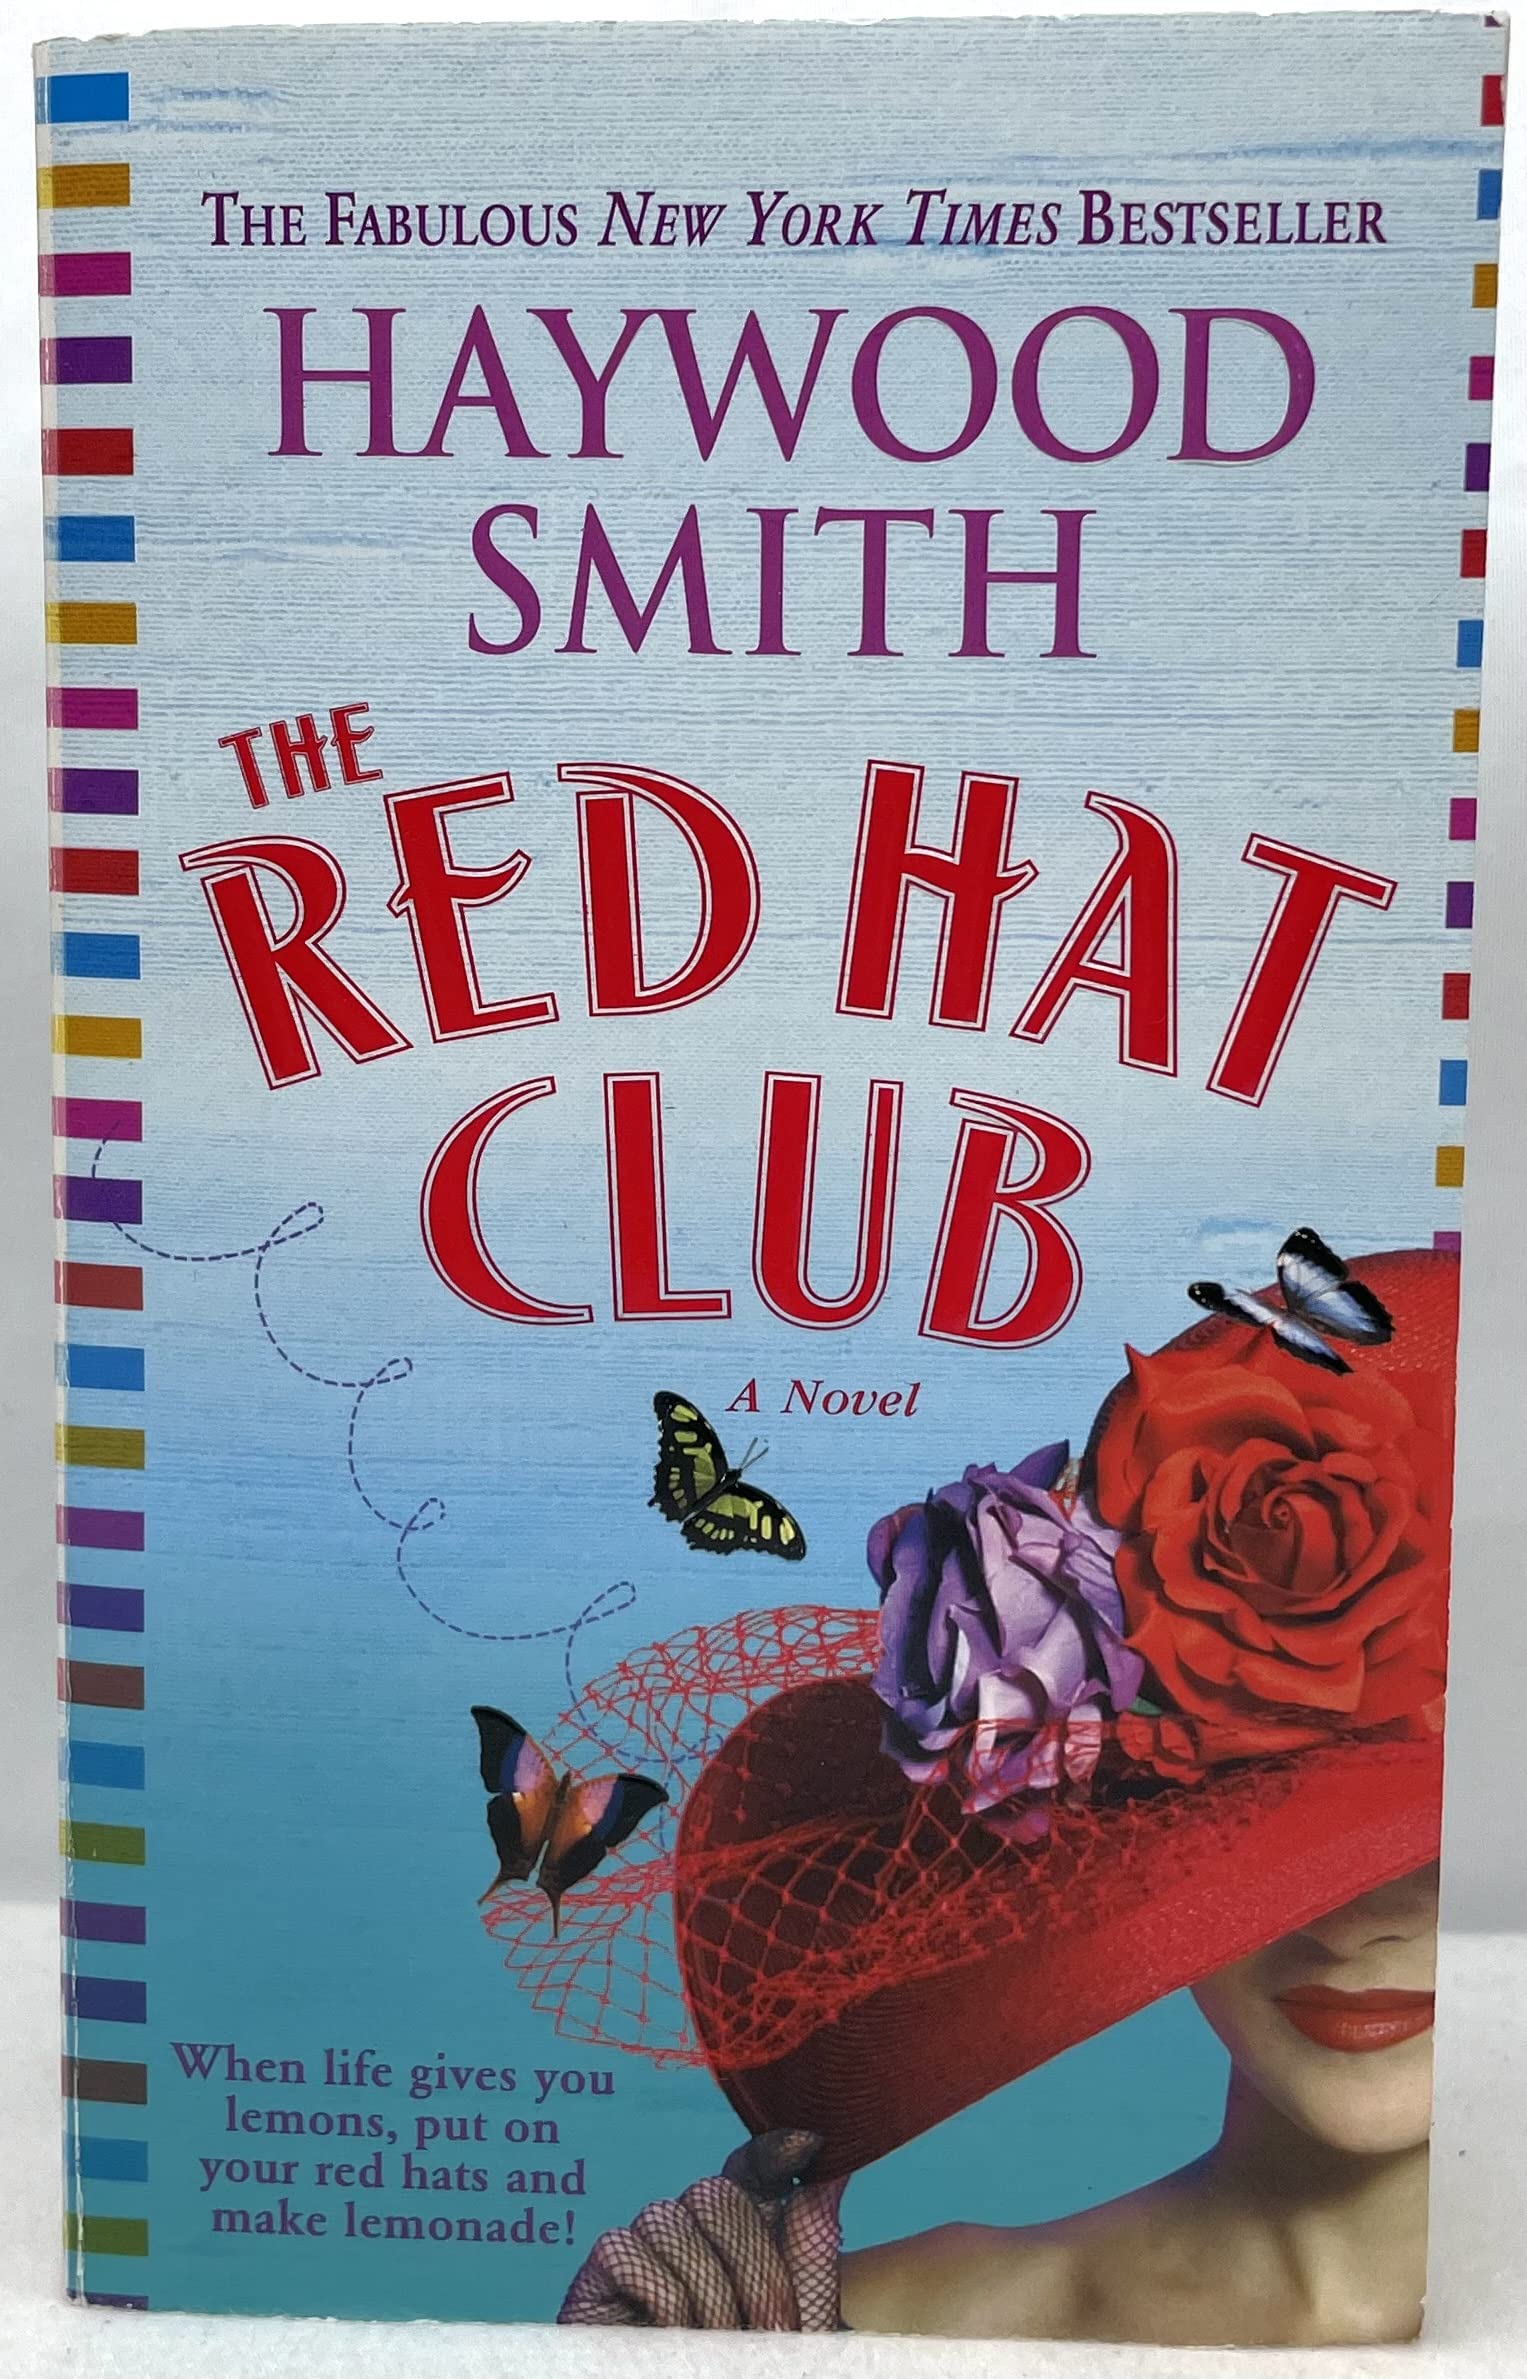 THE FABULOUS NEW YORK TIMES BESTSELLER
HAYWOOD
SMITH
THE
RED HAT
CLUB
A Novel
When life gives you
lemons, put on
your red hats and
make lemonade!